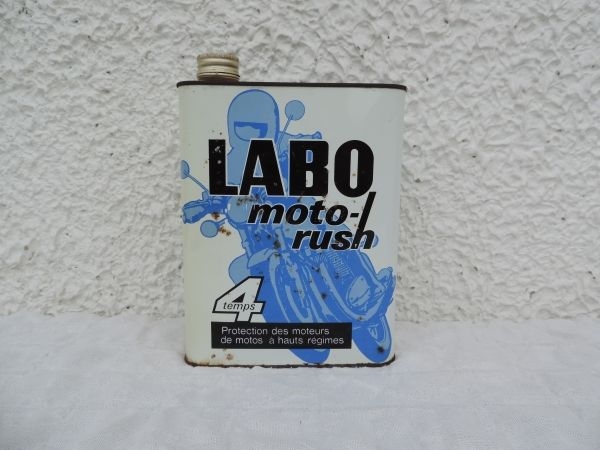 LABO
moto-
rush
4
temps
Protection des moteurs
de motos à hauts régimes